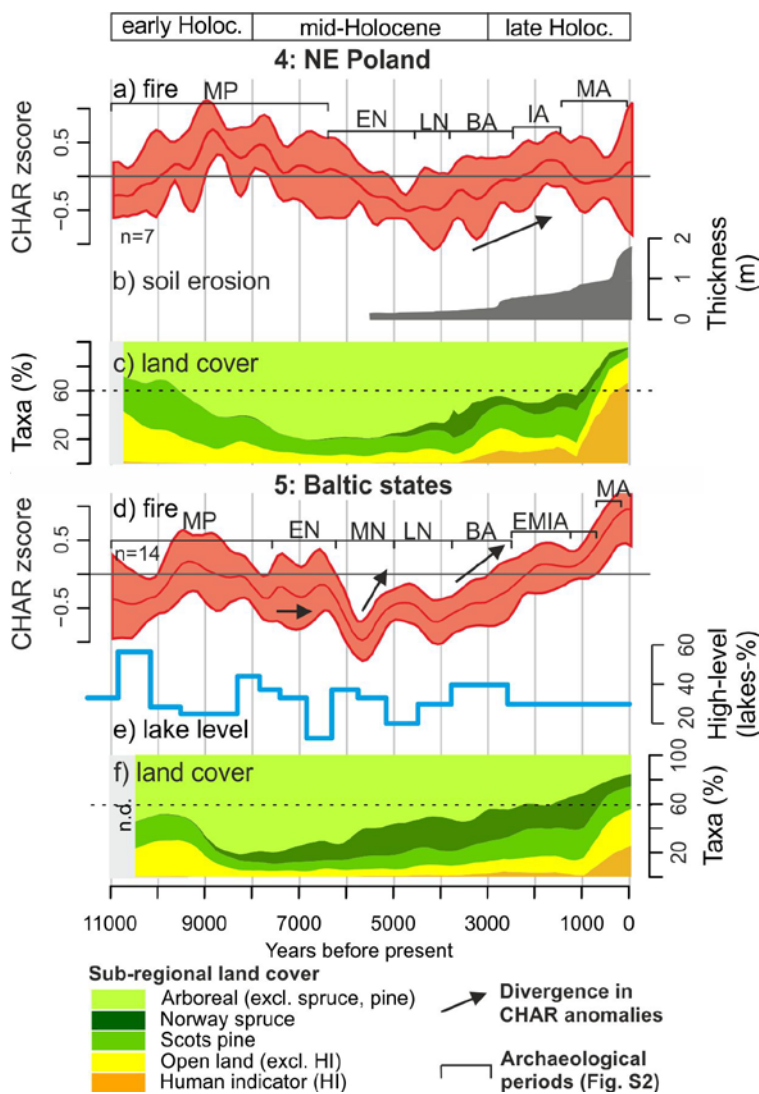 early Holoc. mid-Holocene late Holoc.
4: NE Poland
a) fire
MP EN LN BA IA MA
CHAR zscore
0.5
−0.5
n=7
b) soil erosion
Thickness (m)
2
1
0
c) land cover
Taxa (%)
60
20
5: Baltic states
d) fire
MP EN MN LN BA EMIA MA
n=14
CHAR zscore
0.5
-0.5
High-level (lakes-%)
60
40
20
e) lake level
f) land cover
n.d.
Taxa (%)
100
60
20
11000 9000 7000 5000 3000 1000 0
Years before present
Sub-regional land cover
Arboreal (excl. spruce, pine)
Norway spruce
Scots pine
Open land (excl. HI)
Human indicator (HI)
Divergence in
CHAR anomalies
Archaeological
periods (Fig. S2)